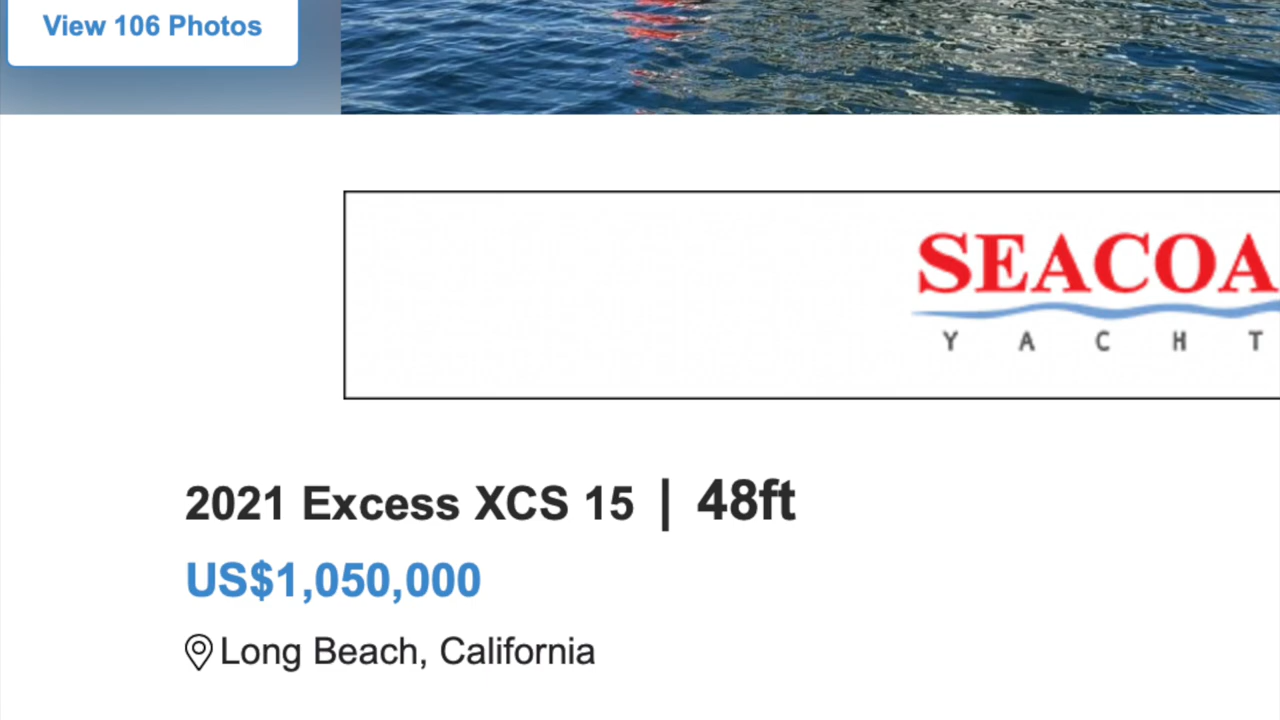 View 106 Photos
SEACOA
Y A C H T
2021 Excess XCS 15 | 48ft
US$1,050,000
Long Beach, California